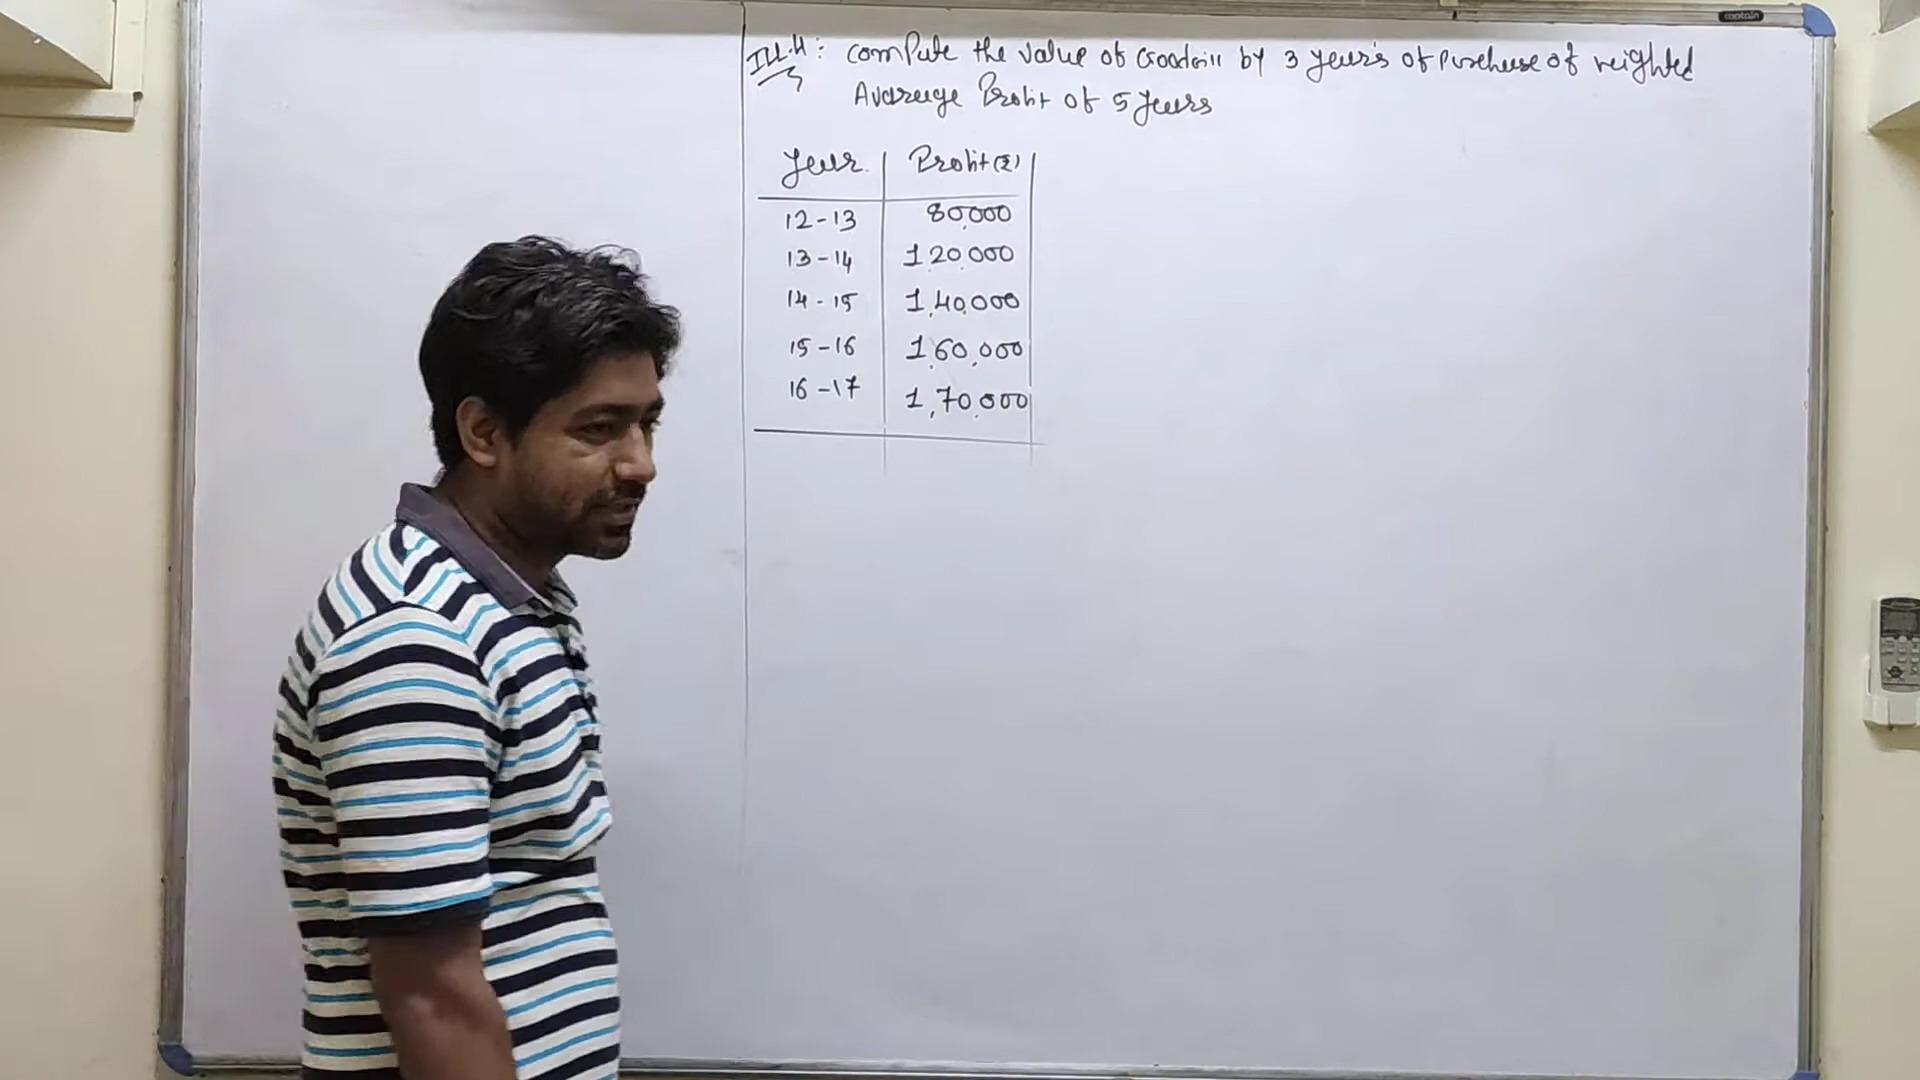 ILL.4: Compute the value of Goodwill by 3 years of purchase of weighted
Avarage Profit of 5 years
Year Profit (₹)
12-13 80,000
13-14 1,20,000
14-15 1,40,000
15-16 1,60,000
16-17 1,70,000